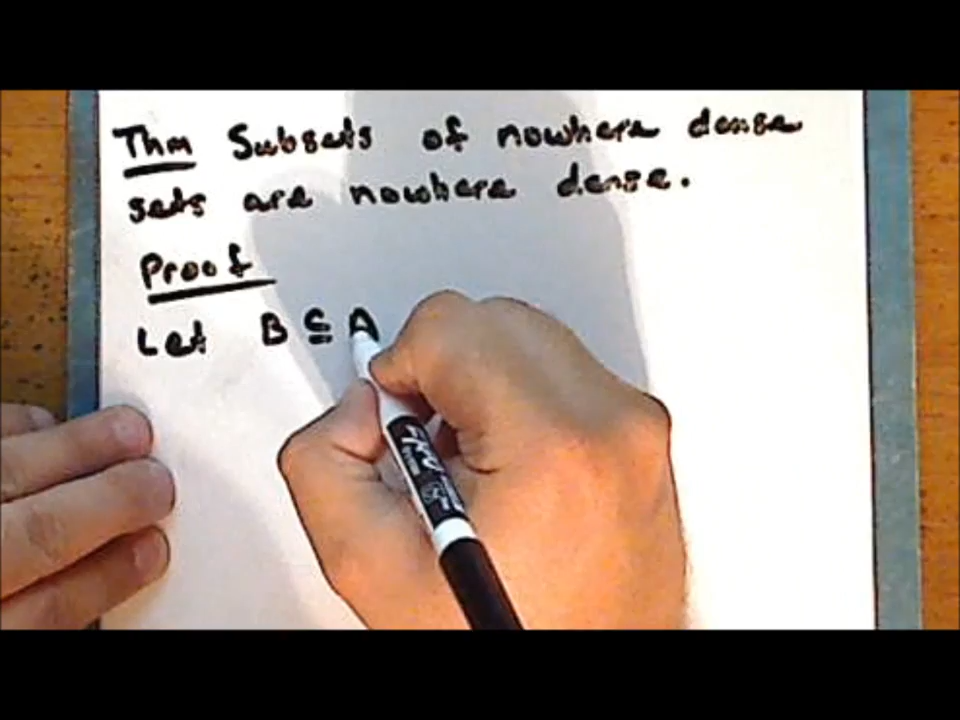 Thm Subsets of nowhere dense
sets are nowhere dense.
Proof
Let B ⊆ A